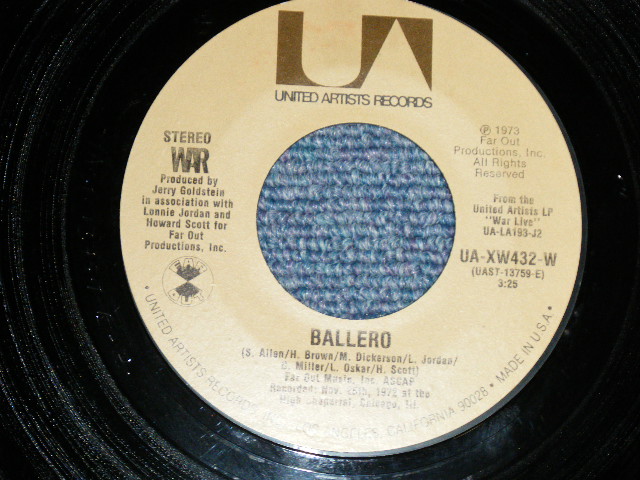 UA
UNITED ARTISTS RECORDS
STEREO
WAR
Produced by
Jerry Goldstein
in association with
Lonnie Jordan and
Howard Scott for
Far Out
Productions, Inc.
FAR OUT
℗ 1973
Far Out
Productions, Inc.
All Rights
Reserved
From the
United Artists LP
"War Live"
UA-LA193-J2
UA-XW432-W
(UAST-13759-E)
3:25
BALLERO
(S. Allen/H. Brown/M. Dickerson/L. Jordan/
C. Miller/L. Oskar/H. Scott)
Far Out Music, Inc. ASCAP
Recorded: Nov. 1972 at the
High Chaparral, Chicago, Ill.
• UNITED ARTISTS RECORDS, ANGELES, CALIFORNIA 90028 • MADE IN U.S.A. •